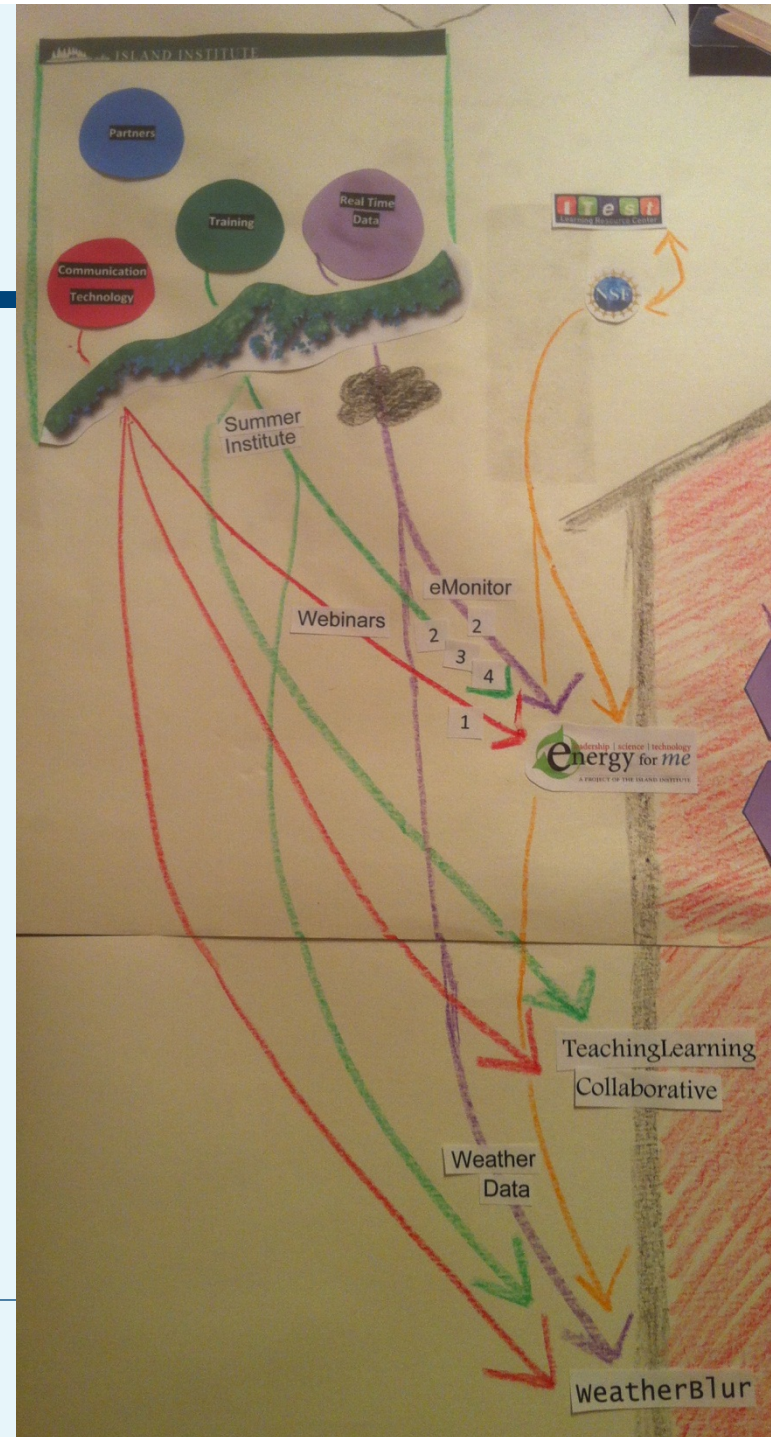 ISLAND INSTITUTE
Partners
Training
Real Time
Data
Communication
Technology
iTest
Learning Resource Center
NSF
Summer
Institute
eMonitor
Webinars
2
2
3
4
1
leadership | science | technology
energy for me
A PROJECT OF THE ISLAND INSTITUTE
TeachingLearning
Collaborative
Weather
Data
WeatherBlur